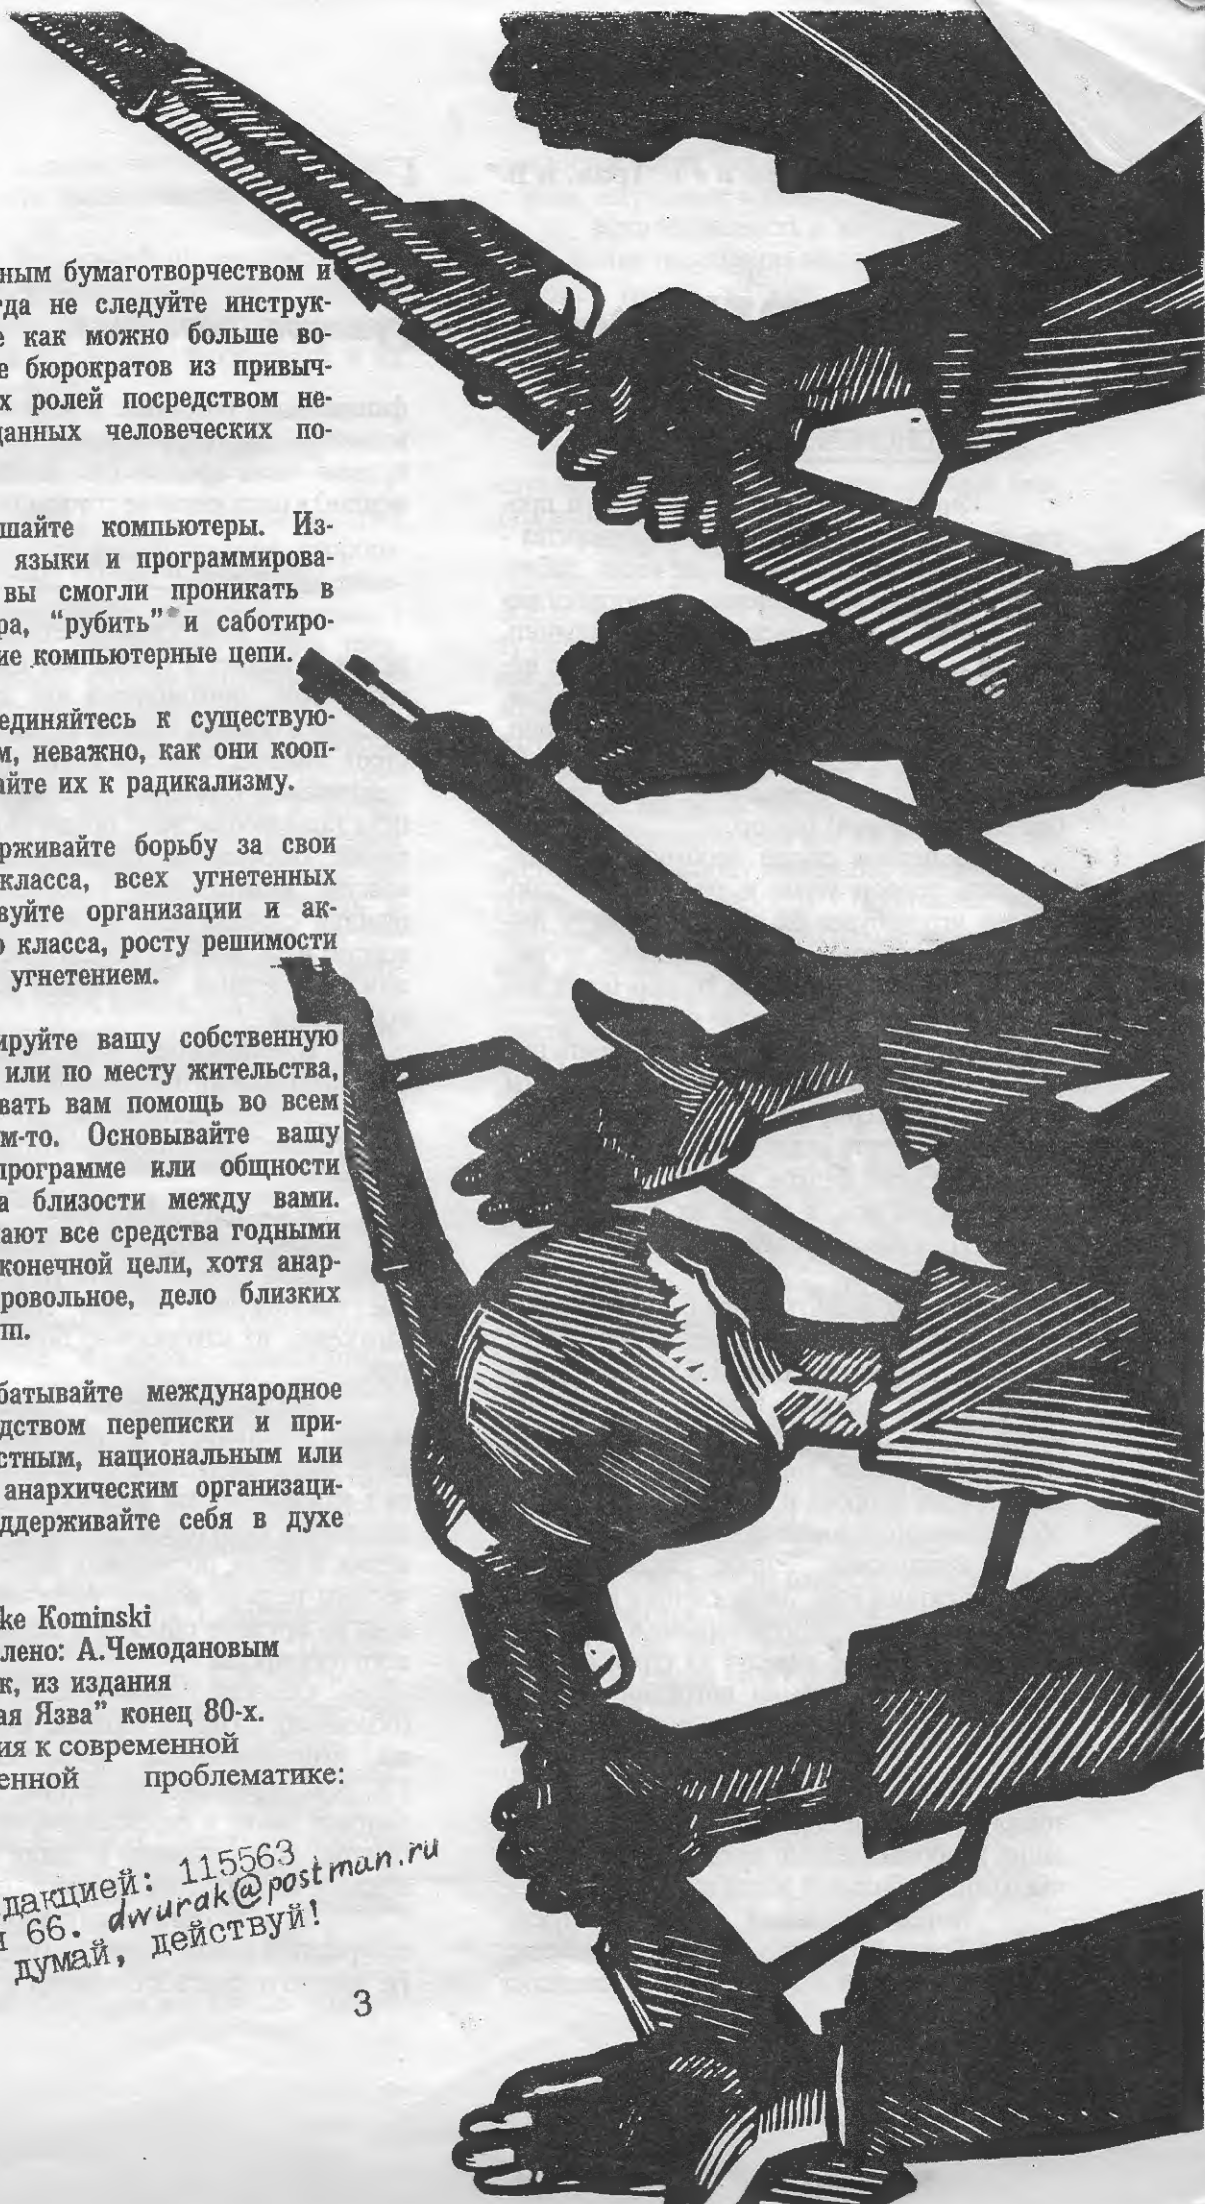 ным бумаготворчеством и
гда не следуйте инструк-
е как можно больше во-
е бюрократов из привыч-
х ролей посредством не-
данных человеческих по-
шайте компьютеры. Из-
языки и программирова-
вы смогли проникать в
ра, “рубить” и саботиро-
ие компьютерные цепи.
единяйтесь к существую-
м, неважно, как они кооп-
айте их к радикализму.
рживайте борьбу за свои
класса, всех угнетенных
вуйте организации и ак-
о класса, росту решимости
угнетением.
ируйте вашу собственную
или по месту жительства,
вать вам помощь во всем
м-то. Основывайте вашу
программе или общности
а близости между вами.
ают все средства годными
конечной цели, хотя анар-
ровольное, дело близких
пп.
батывайте международное
дством переписки и при-
стным, национальным или
анархическим организаци-
ддерживайте себя в духе
ke Kominski
лено: А.Чемодановым
к, из издания
ая Язва” конец 80-х.
ия к современной
енной проблематике:
дакцией: 115563
я 66. dwurak@postman.ru
думай, действуй!
3